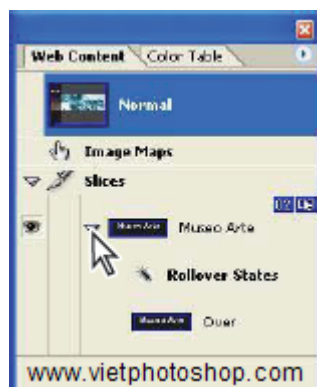 Web Content Color Table
Normal
Image Maps
Slices
02
Museo Arte Museo Arte
Rollover States
Museo Arte Over
www.vietphotoshop.com